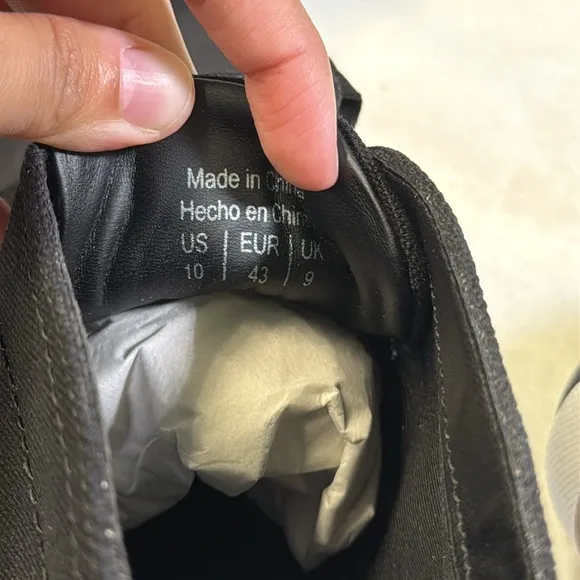 Made in China
Hecho en China
US | EUR | UK
10 / 43 / 9